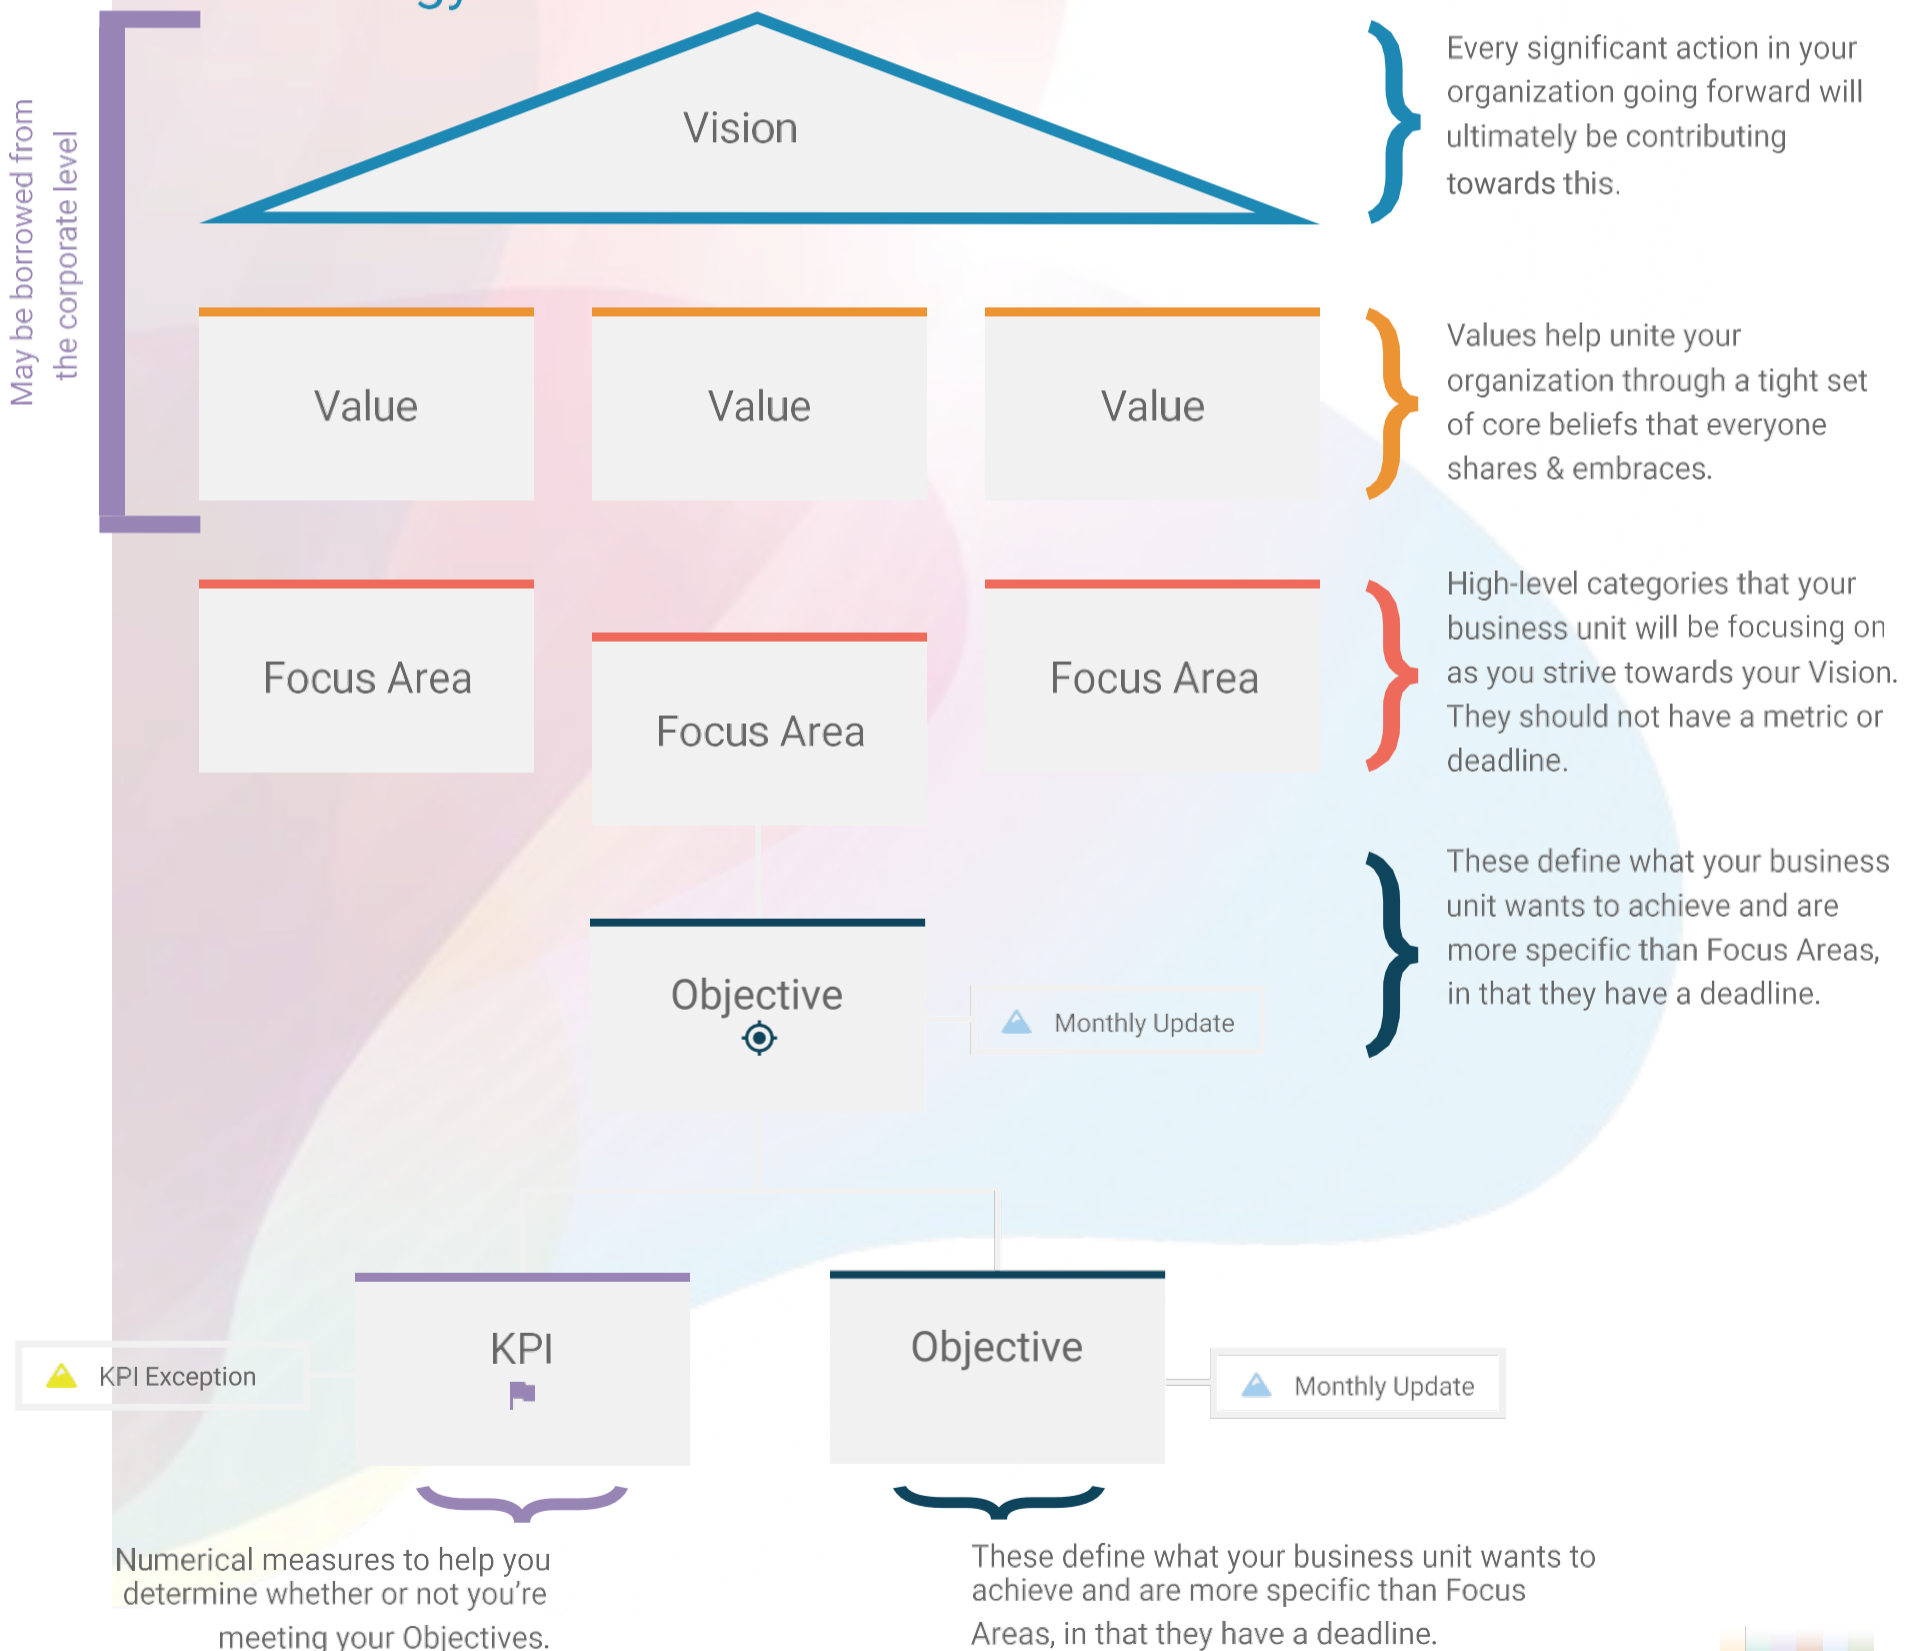 May be borrowed from
the corporate level
Vision
Every significant action in your
organization going forward will
ultimately be contributing
towards this.
Value
Value
Value
Values help unite your
organization through a tight set
of core beliefs that everyone
shares & embraces.
Focus Area
Focus Area
Focus Area
High-level categories that your
business unit will be focusing on
as you strive towards your Vision.
They should not have a metric or
deadline.
Objective
Monthly Update
These define what your business
unit wants to achieve and are
more specific than Focus Areas,
in that they have a deadline.
KPI Exception
KPI
Objective
Monthly Update
Numerical measures to help you
determine whether or not you're
meeting your Objectives.
These define what your business unit wants to
achieve and are more specific than Focus
Areas, in that they have a deadline.